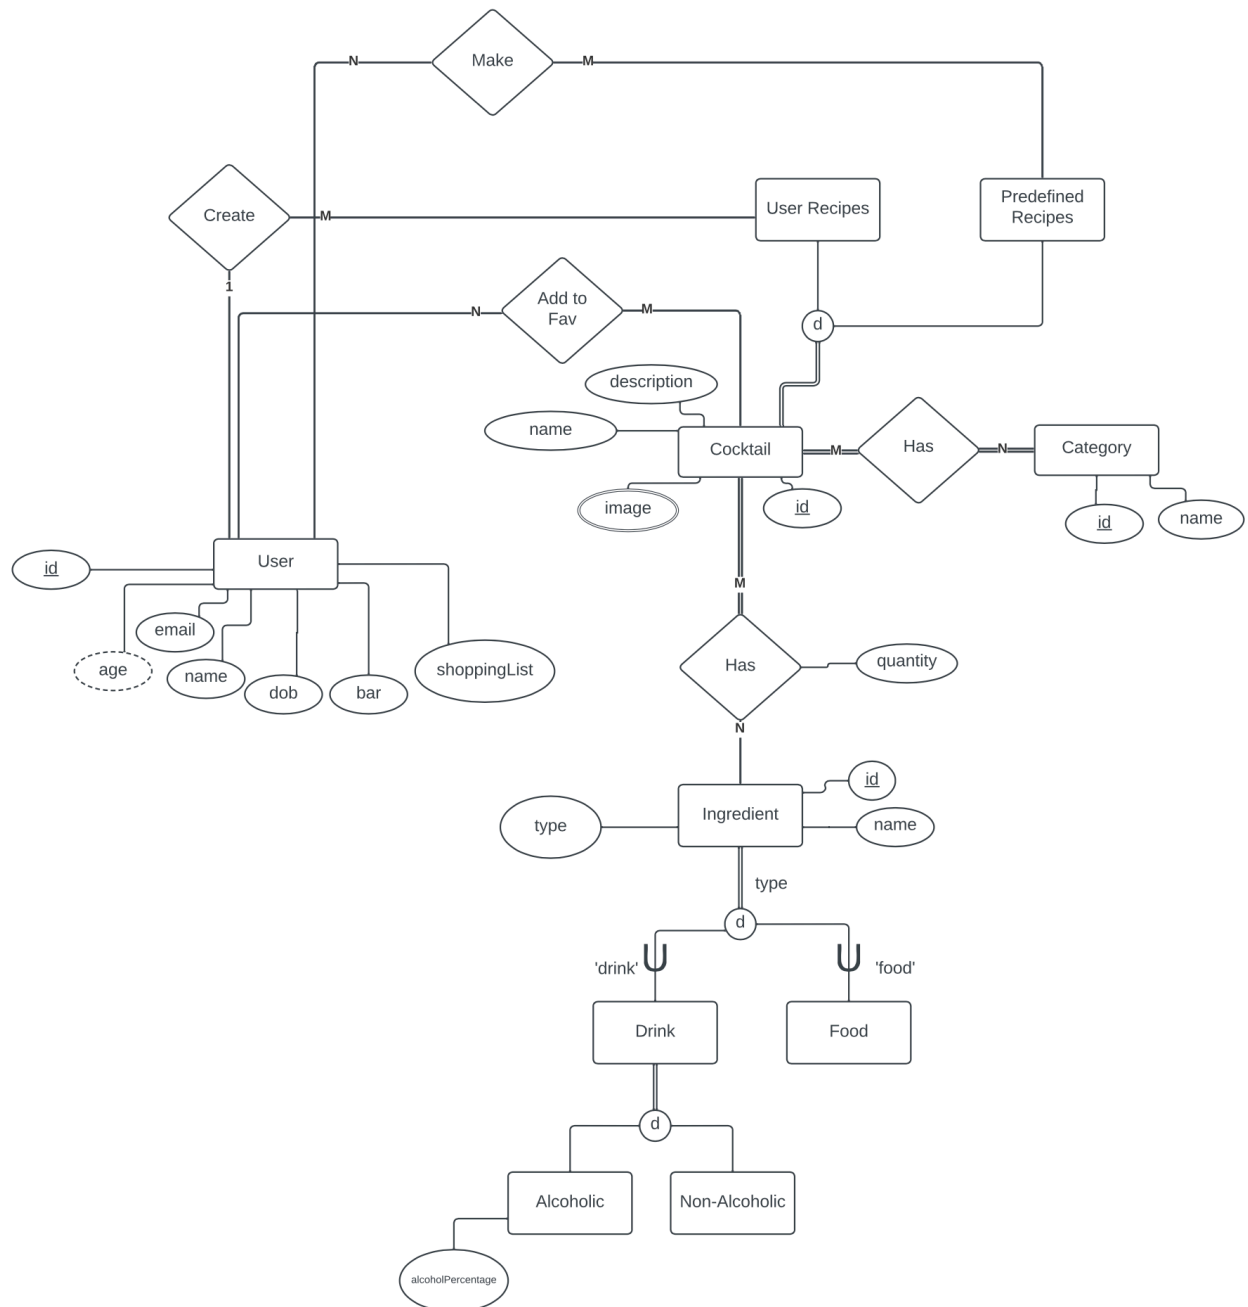 N
Make
M
Create
M
User Recipes
Predefined
Recipes
1
N
Add to
Fav
M
d
description
name
Cocktail
M
Has
N
Category
image
id
id
name
User
id
email
age
name
dob
bar
shoppingList
M
Has
quantity
N
id
type
Ingredient
name
type
d
'drink'
'food'
Drink
Food
d
Alcoholic
Non-Alcoholic
alcoholPercentage